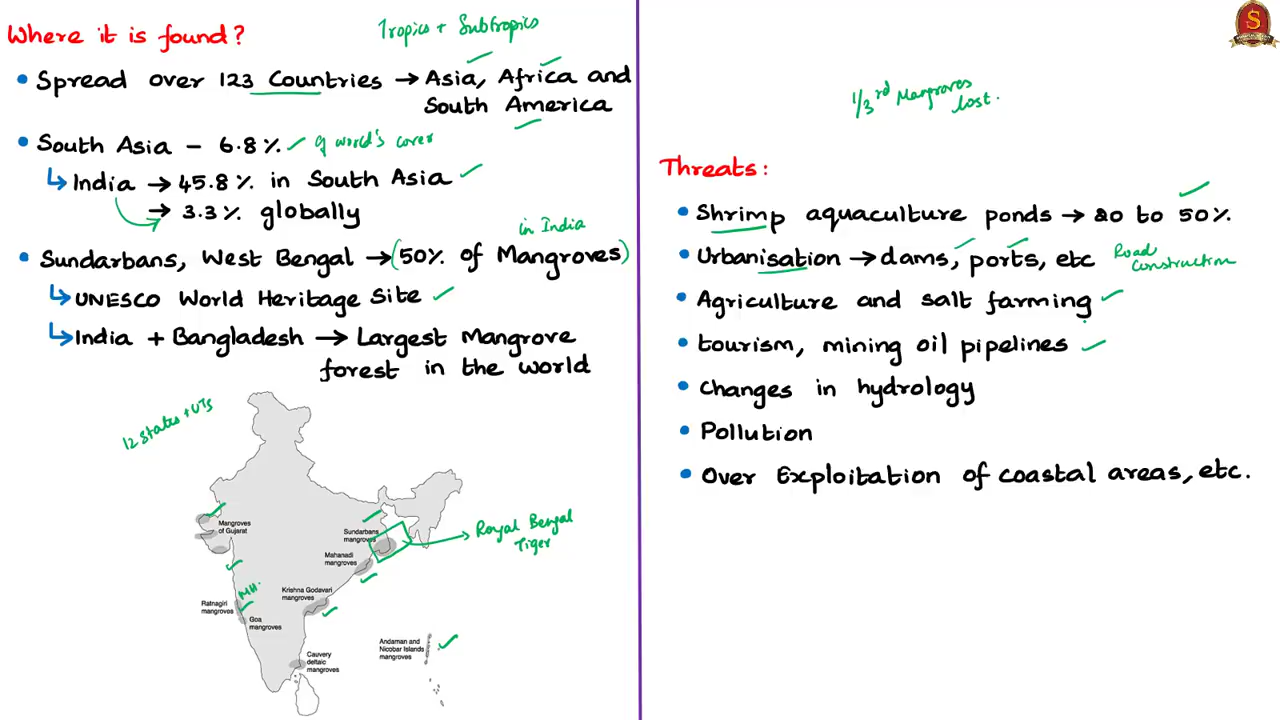 Where it is found?
Tropics + Subtropics
• Spread over 123 Countries → Asia, Africa and
South America
• South Asia - 6.8% ✓ of world's cover
↳ India → 45.8% in South Asia ✓
→ 3.3% globally
in India
• Sundarbans, West Bengal → (50% of Mangroves)
↳ UNESCO World Heritage Site ✓
↳ India + Bangladesh → Largest Mangrove
forest in the world
12 States + UTs
Mangroves
of Gujarat
Sundarbans
mangroves
Royal Bengal
Tiger
Mahanadi
mangroves
MH.
Krishna Godavari
mangroves
Ratnagiri
mangroves
Goa
mangroves
Andaman and
Nicobar Islands
mangroves
Cauvery
deltaic
mangroves
S
1/3rd Mangroves
lost.
Threats:
• Shrimp aquaculture ponds → 20 to 50%.
• Urbanisation → dams, ports, etc Road
construction
• Agriculture and salt farming ✓
• tourism, mining oil pipelines ✓
• Changes in hydrology
• Pollution
• Over Exploitation of coastal areas, etc.